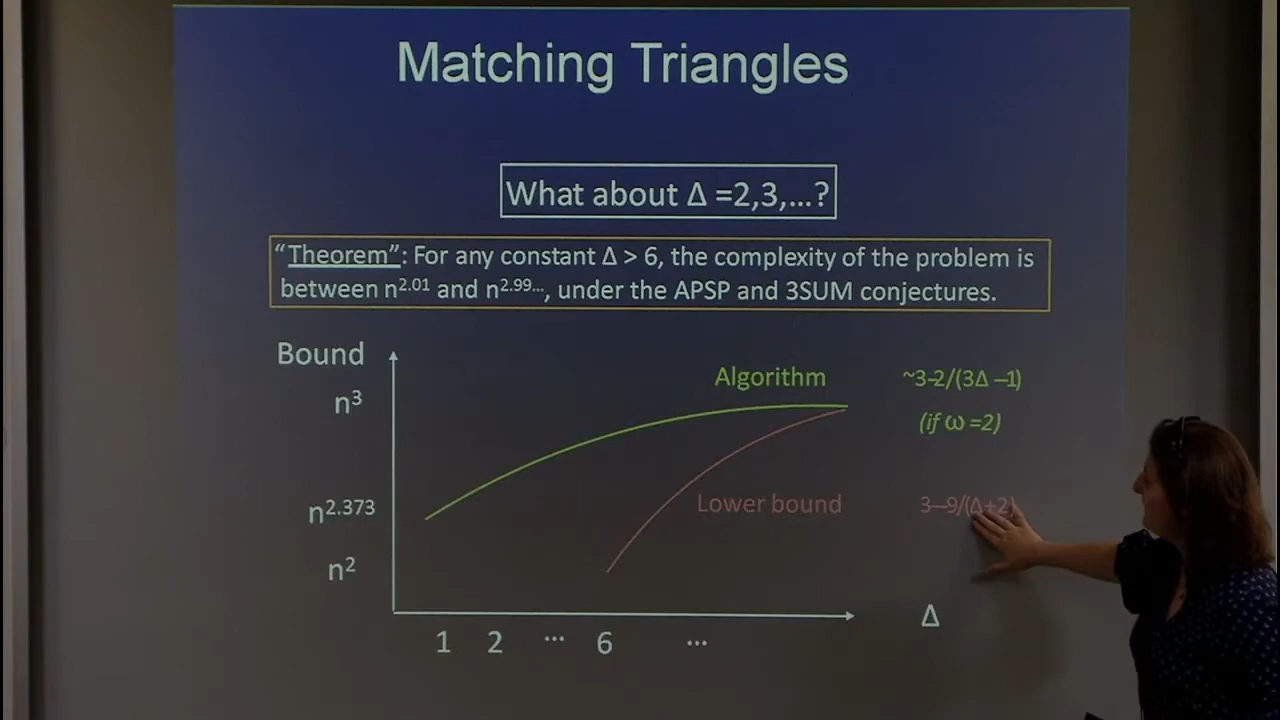 Matching Triangles
What about Δ =2,3,...?
“Theorem”: For any constant Δ > 6, the complexity of the problem is
between n^2.01 and n^2.99..., under the APSP and 3SUM conjectures.
Bound
n^3
Algorithm
~3-2/(3Δ –1)
(if ω =2)
n^2.373
Lower bound
3–9/(Δ+2)
n^2
Δ
1 2 ... 6 ...